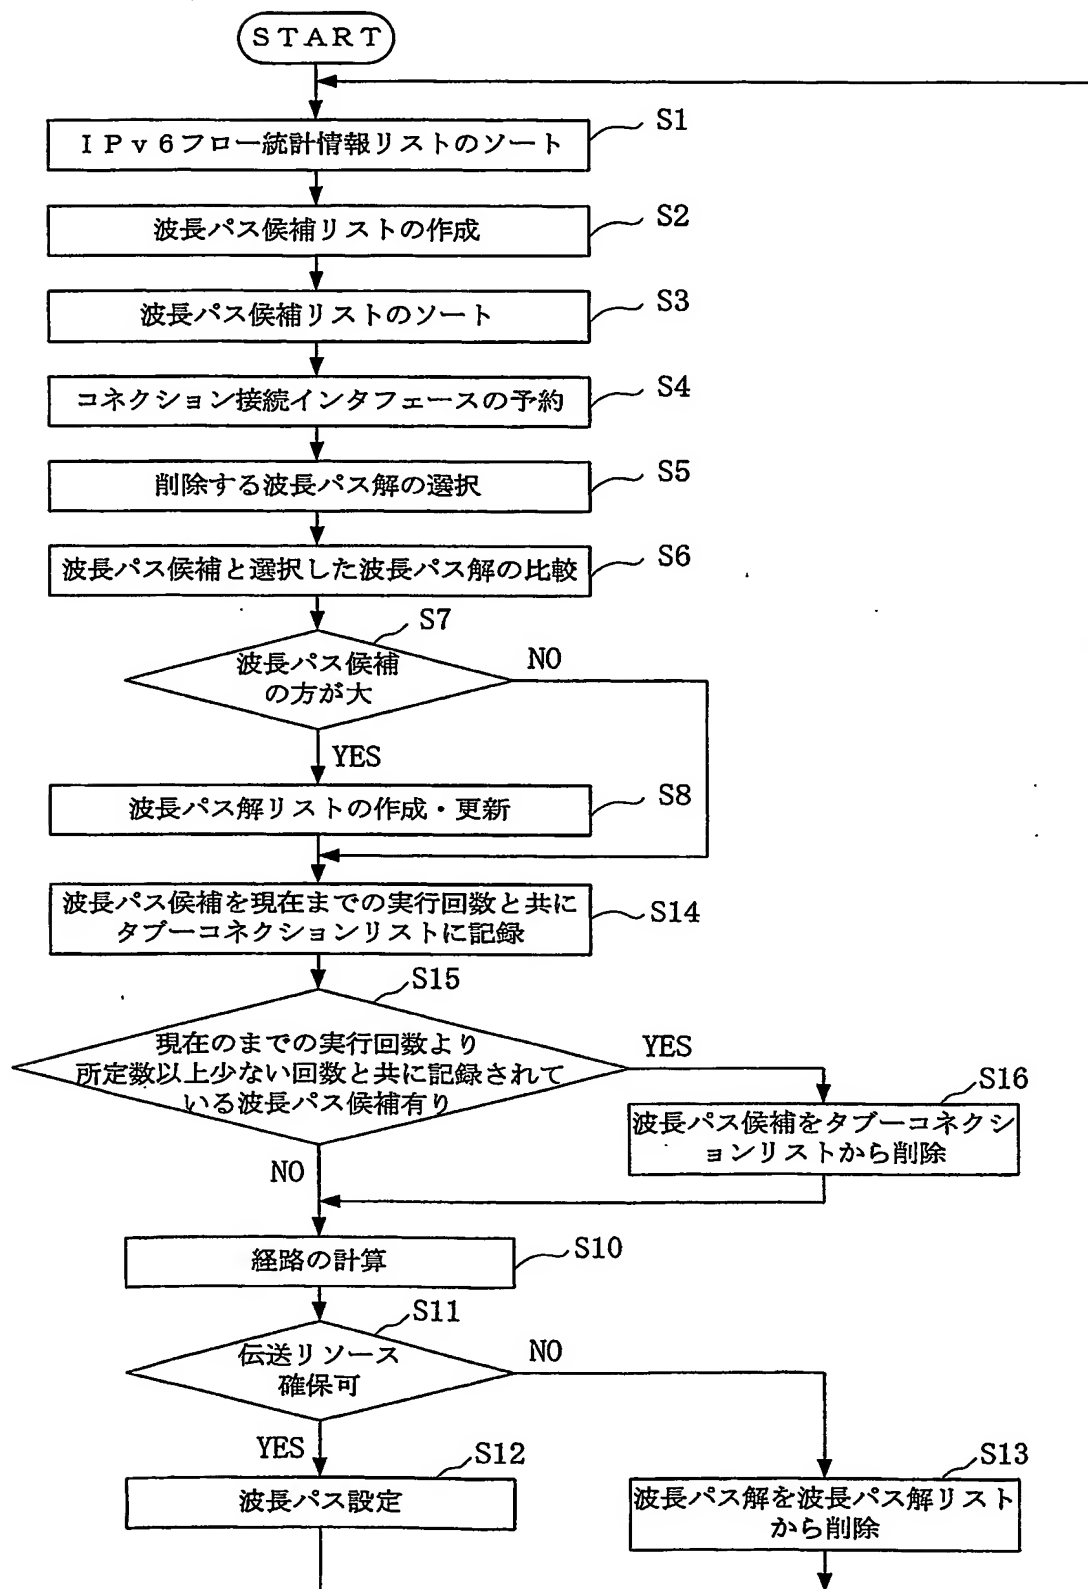 START
S1
IPv6フロー統計情報リストのソート
S2
波長パス候補リストの作成
S3
波長パス候補リストのソート
S4
コネクション接続インタフェースの予約
S5
削除する波長パス解の選択
S6
波長パス候補と選択した波長パス解の比較
S7
波長パス候補
の方が大
NO
YES
S8
波長パス解リストの作成・更新
S14
波長パス候補を現在までの実行回数と共に
タブーコネクションリストに記録
S15
現在のまでの実行回数より
所定数以上少ない回数と共に記録されて
いる波長パス候補有り
YES
NO
S16
波長パス候補をタブーコネクシ
ョンリストから削除
S10
経路の計算
S11
伝送リソース
確保可
NO
YES
S12
波長パス設定
S13
波長パス解を波長パス解リスト
から削除